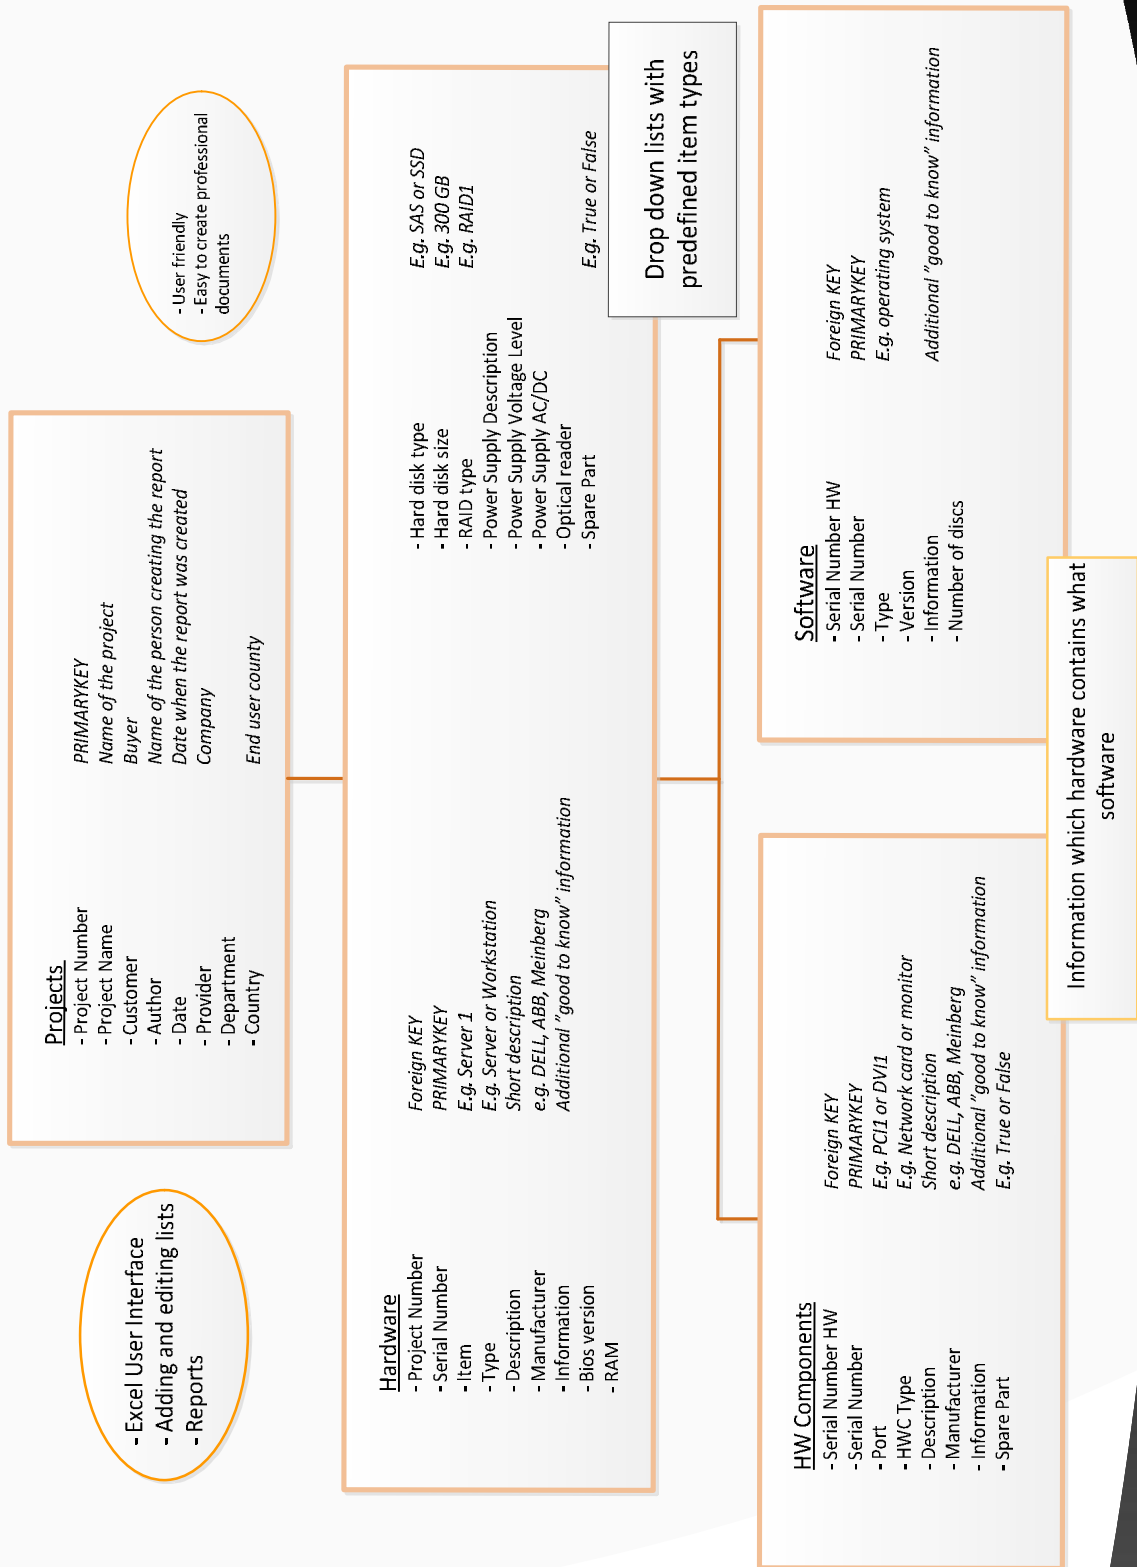 - Excel User Interface
- Adding and editing lists
- Reports
Projects
- Project Number PRIMARYKEY
- Project Name Name of the project
- Customer Buyer
- Author Name of the person creating the report
- Date Date when the report was created
- Provider Company
- Department
- Country End user county
- User friendly
- Easy to create professional
documents
Hardware
- Project Number Foreign KEY
- Serial Number PRIMARYKEY
- Item E.g. Server 1
- Type E.g. Server or Workstation
- Description Short description
- Manufacturer e.g. DELL, ABB, Meinberg
- Information Additional ”good to know” information
- Bios version
- RAM
- Hard disk type E.g. SAS or SSD
- Hard disk size E.g. 300 GB
- RAID type E.g. RAID1
- Power Supply Description
- Power Supply Voltage Level
- Power Supply AC/DC
- Optical reader
- Spare Part E.g. True or False
Drop down lists with
predefined item types
HW Components
- Serial Number HW Foreign KEY
- Serial Number PRIMARYKEY
- Port E.g. PCI1 or DVI1
- HWC Type E.g. Network card or monitor
- Description Short description
- Manufacturer e.g. DELL, ABB, Meinberg
- Information Additional ”good to know” information
- Spare Part E.g. True or False
Software
- Serial Number HW Foreign KEY
- Serial Number PRIMARYKEY
- Type E.g. operating system
- Version
- Information Additional ”good to know” information
- Number of discs
Information which hardware contains what
software